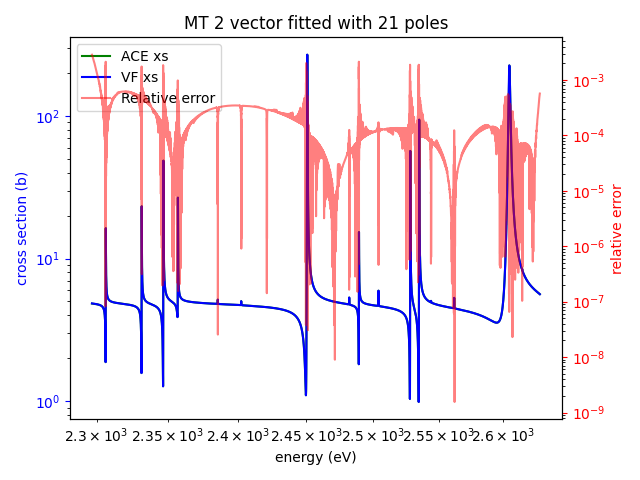 MT 2 vector fitted with 21 poles
ACE xs
VF xs
Relative error
cross section (b)
10²
10¹
10⁰
relative error
10⁻³
10⁻⁴
10⁻⁵
10⁻⁶
10⁻⁷
10⁻⁸
10⁻⁹
2.3 × 10³ 2.35 × 10³ 2.4 × 10³ 2.45 × 10³ 2.5 × 10³ 2.55 × 10³ 2.6 × 10³
energy (eV)